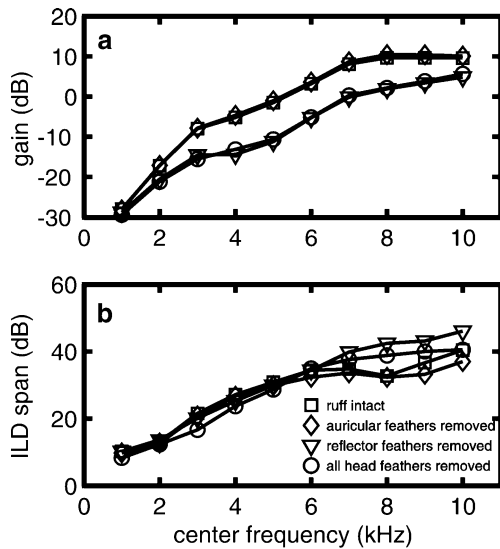 a
20
10
0
-10
-20
-30
gain (dB)
0 2 4 6 8 10
b
60
40
20
0
ILD span (dB)
ruff intact
auricular feathers removed
reflector feathers removed
all head feathers removed
0 2 4 6 8 10
center frequency (kHz)